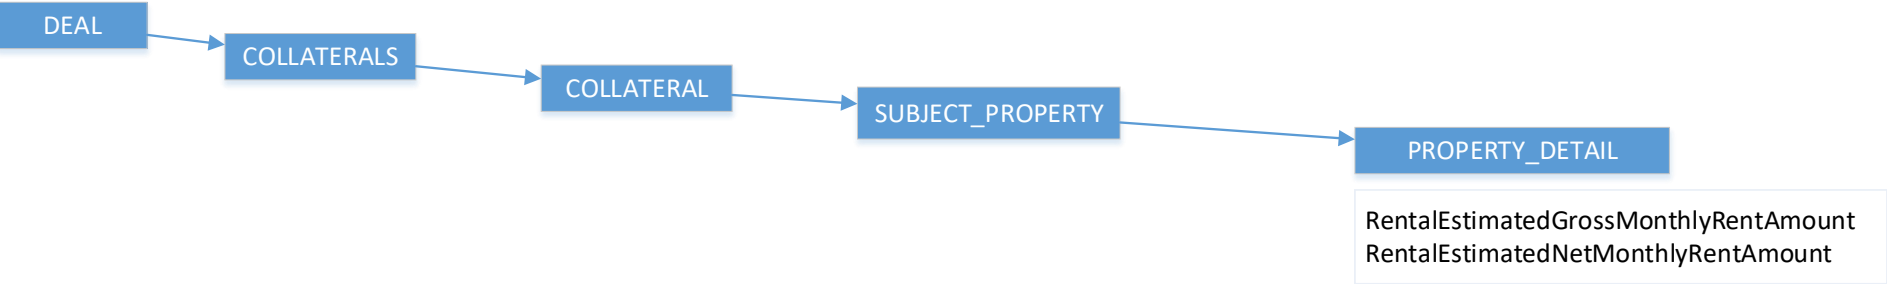 DEAL
COLLATERALS
COLLATERAL
SUBJECT_PROPERTY
PROPERTY_DETAIL
RentalEstimatedGrossMonthlyRentAmount
RentalEstimatedNetMonthlyRentAmount